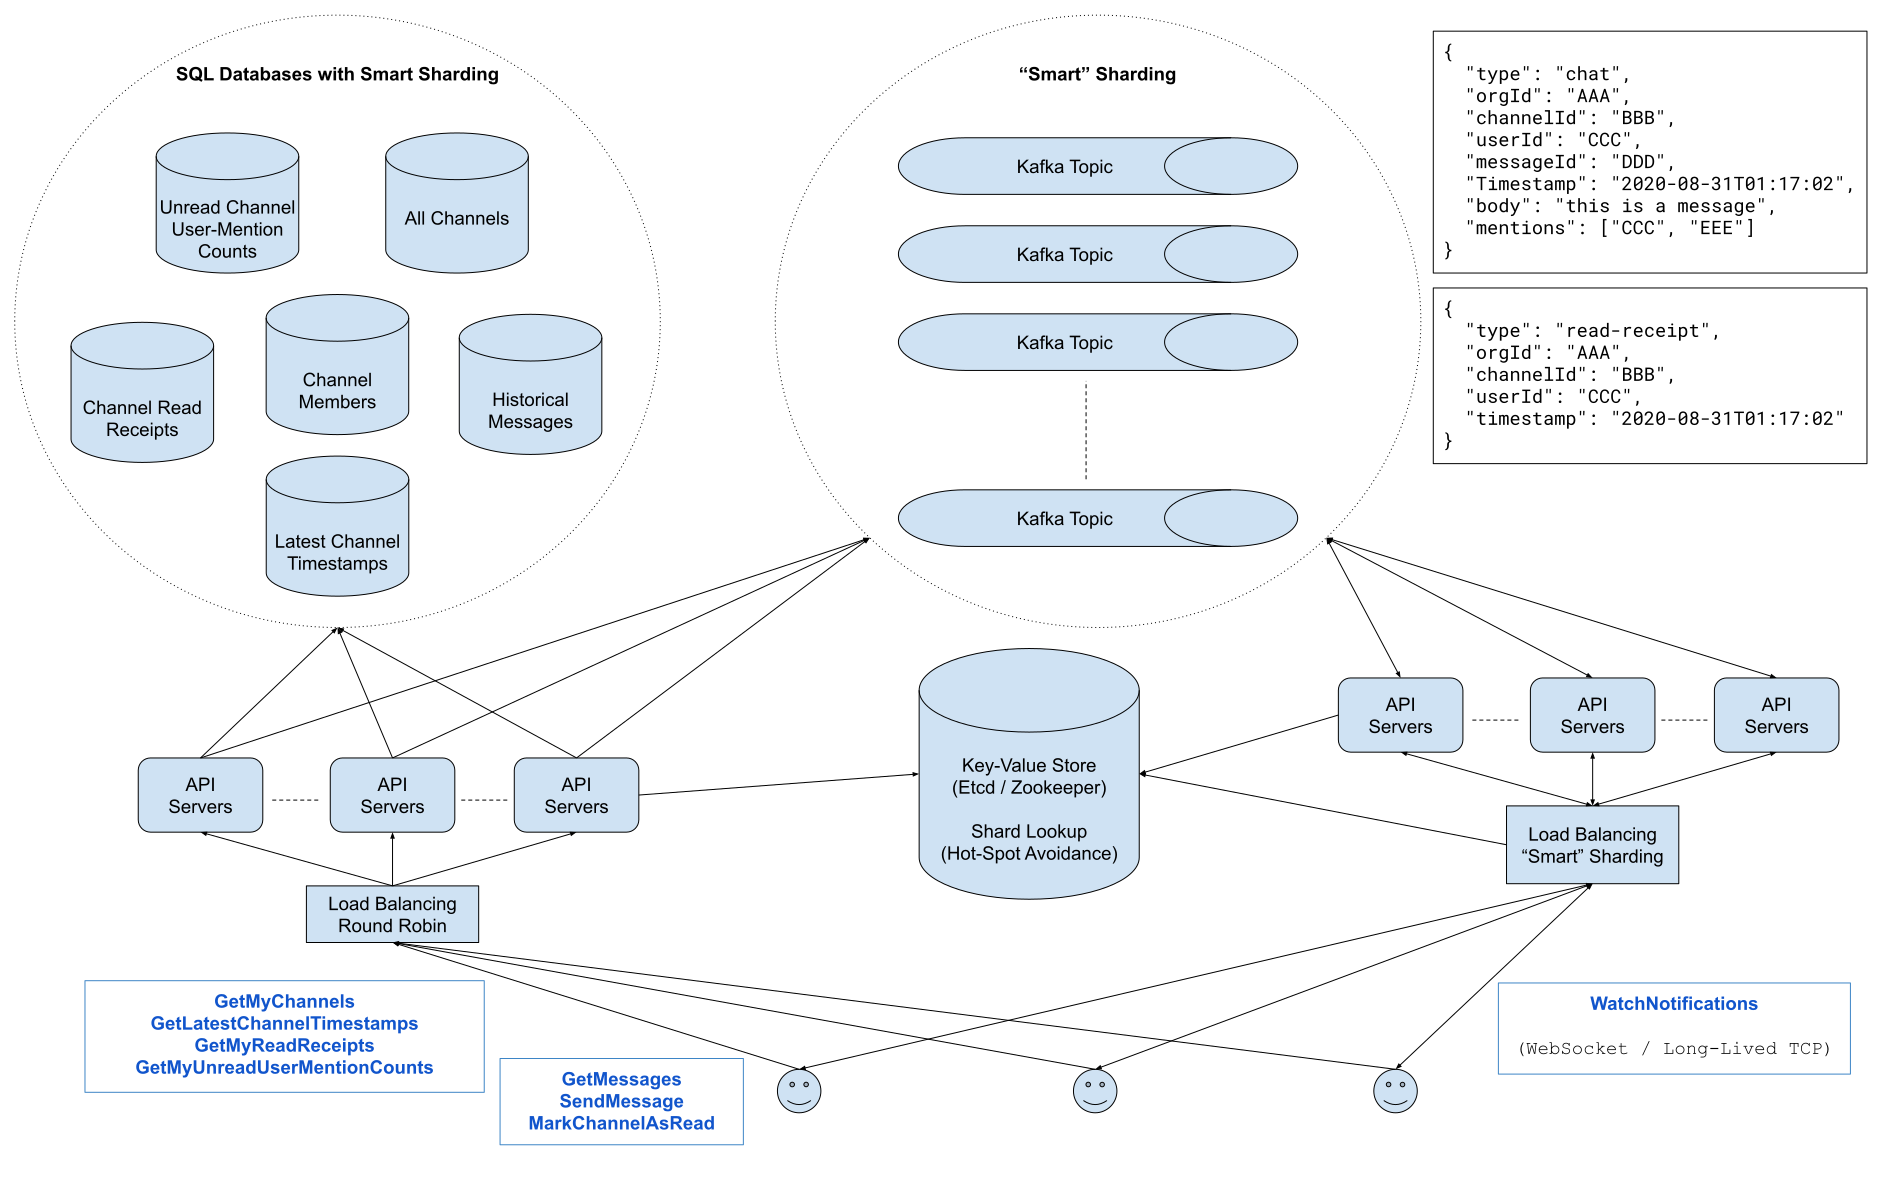 SQL Databases with Smart Sharding
Unread Channel
User-Mention
Counts
All Channels
Channel Read
Receipts
Channel
Members
Historical
Messages
Latest Channel
Timestamps
“Smart” Sharding
Kafka Topic
Kafka Topic
Kafka Topic
Kafka Topic
{
  "type": "chat",
  "orgId": "AAA",
  "channelId": "BBB",
  "userId": "CCC",
  "messageId": "DDD",
  "Timestamp": "2020-08-31T01:17:02",
  "body": "this is a message",
  "mentions": ["CCC", "EEE"]
}
{
  "type": "read-receipt",
  "orgId": "AAA",
  "channelId": "BBB",
  "userId": "CCC",
  "timestamp": "2020-08-31T01:17:02"
}
API
Servers
API
Servers
API
Servers
Load Balancing
Round Robin
Key-Value Store
(Etcd / Zookeeper)
Shard Lookup
(Hot-Spot Avoidance)
API
Servers
API
Servers
API
Servers
Load Balancing
“Smart” Sharding
GetMyChannels
GetLatestChannelTimestamps
GetMyReadReceipts
GetMyUnreadUserMentionCounts
GetMessages
SendMessage
MarkChannelAsRead
WatchNotifications
(WebSocket / Long-Lived TCP)